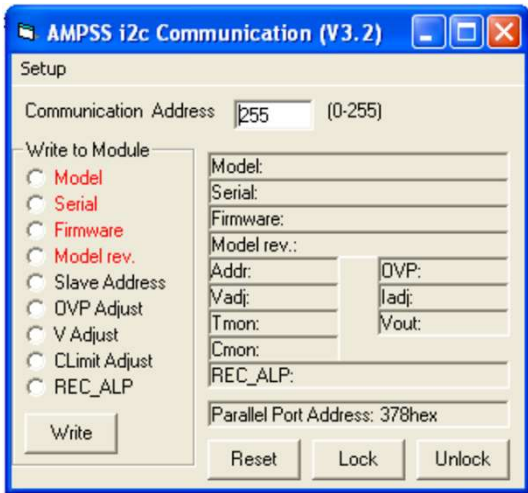 AMPSS i2c Communication (V3.2)
Setup
Communication Address 255 (0-255)
Write to Module
Model
Serial
Firmware
Model rev.
Slave Address
OVP Adjust
V Adjust
CLimit Adjust
REC_ALP
Write
Model:
Serial:
Firmware:
Model rev.:
Addr: OVP:
Vadj: Iadj:
Tmon: Vout:
Cmon:
REC_ALP:
Parallel Port Address: 378hex
Reset Lock Unlock